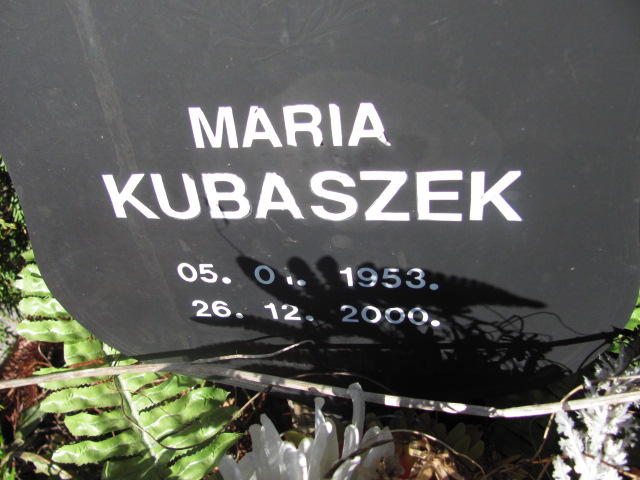 MARIA
KUBASZEK
05. 01. 1953.
26. 12. 2000.